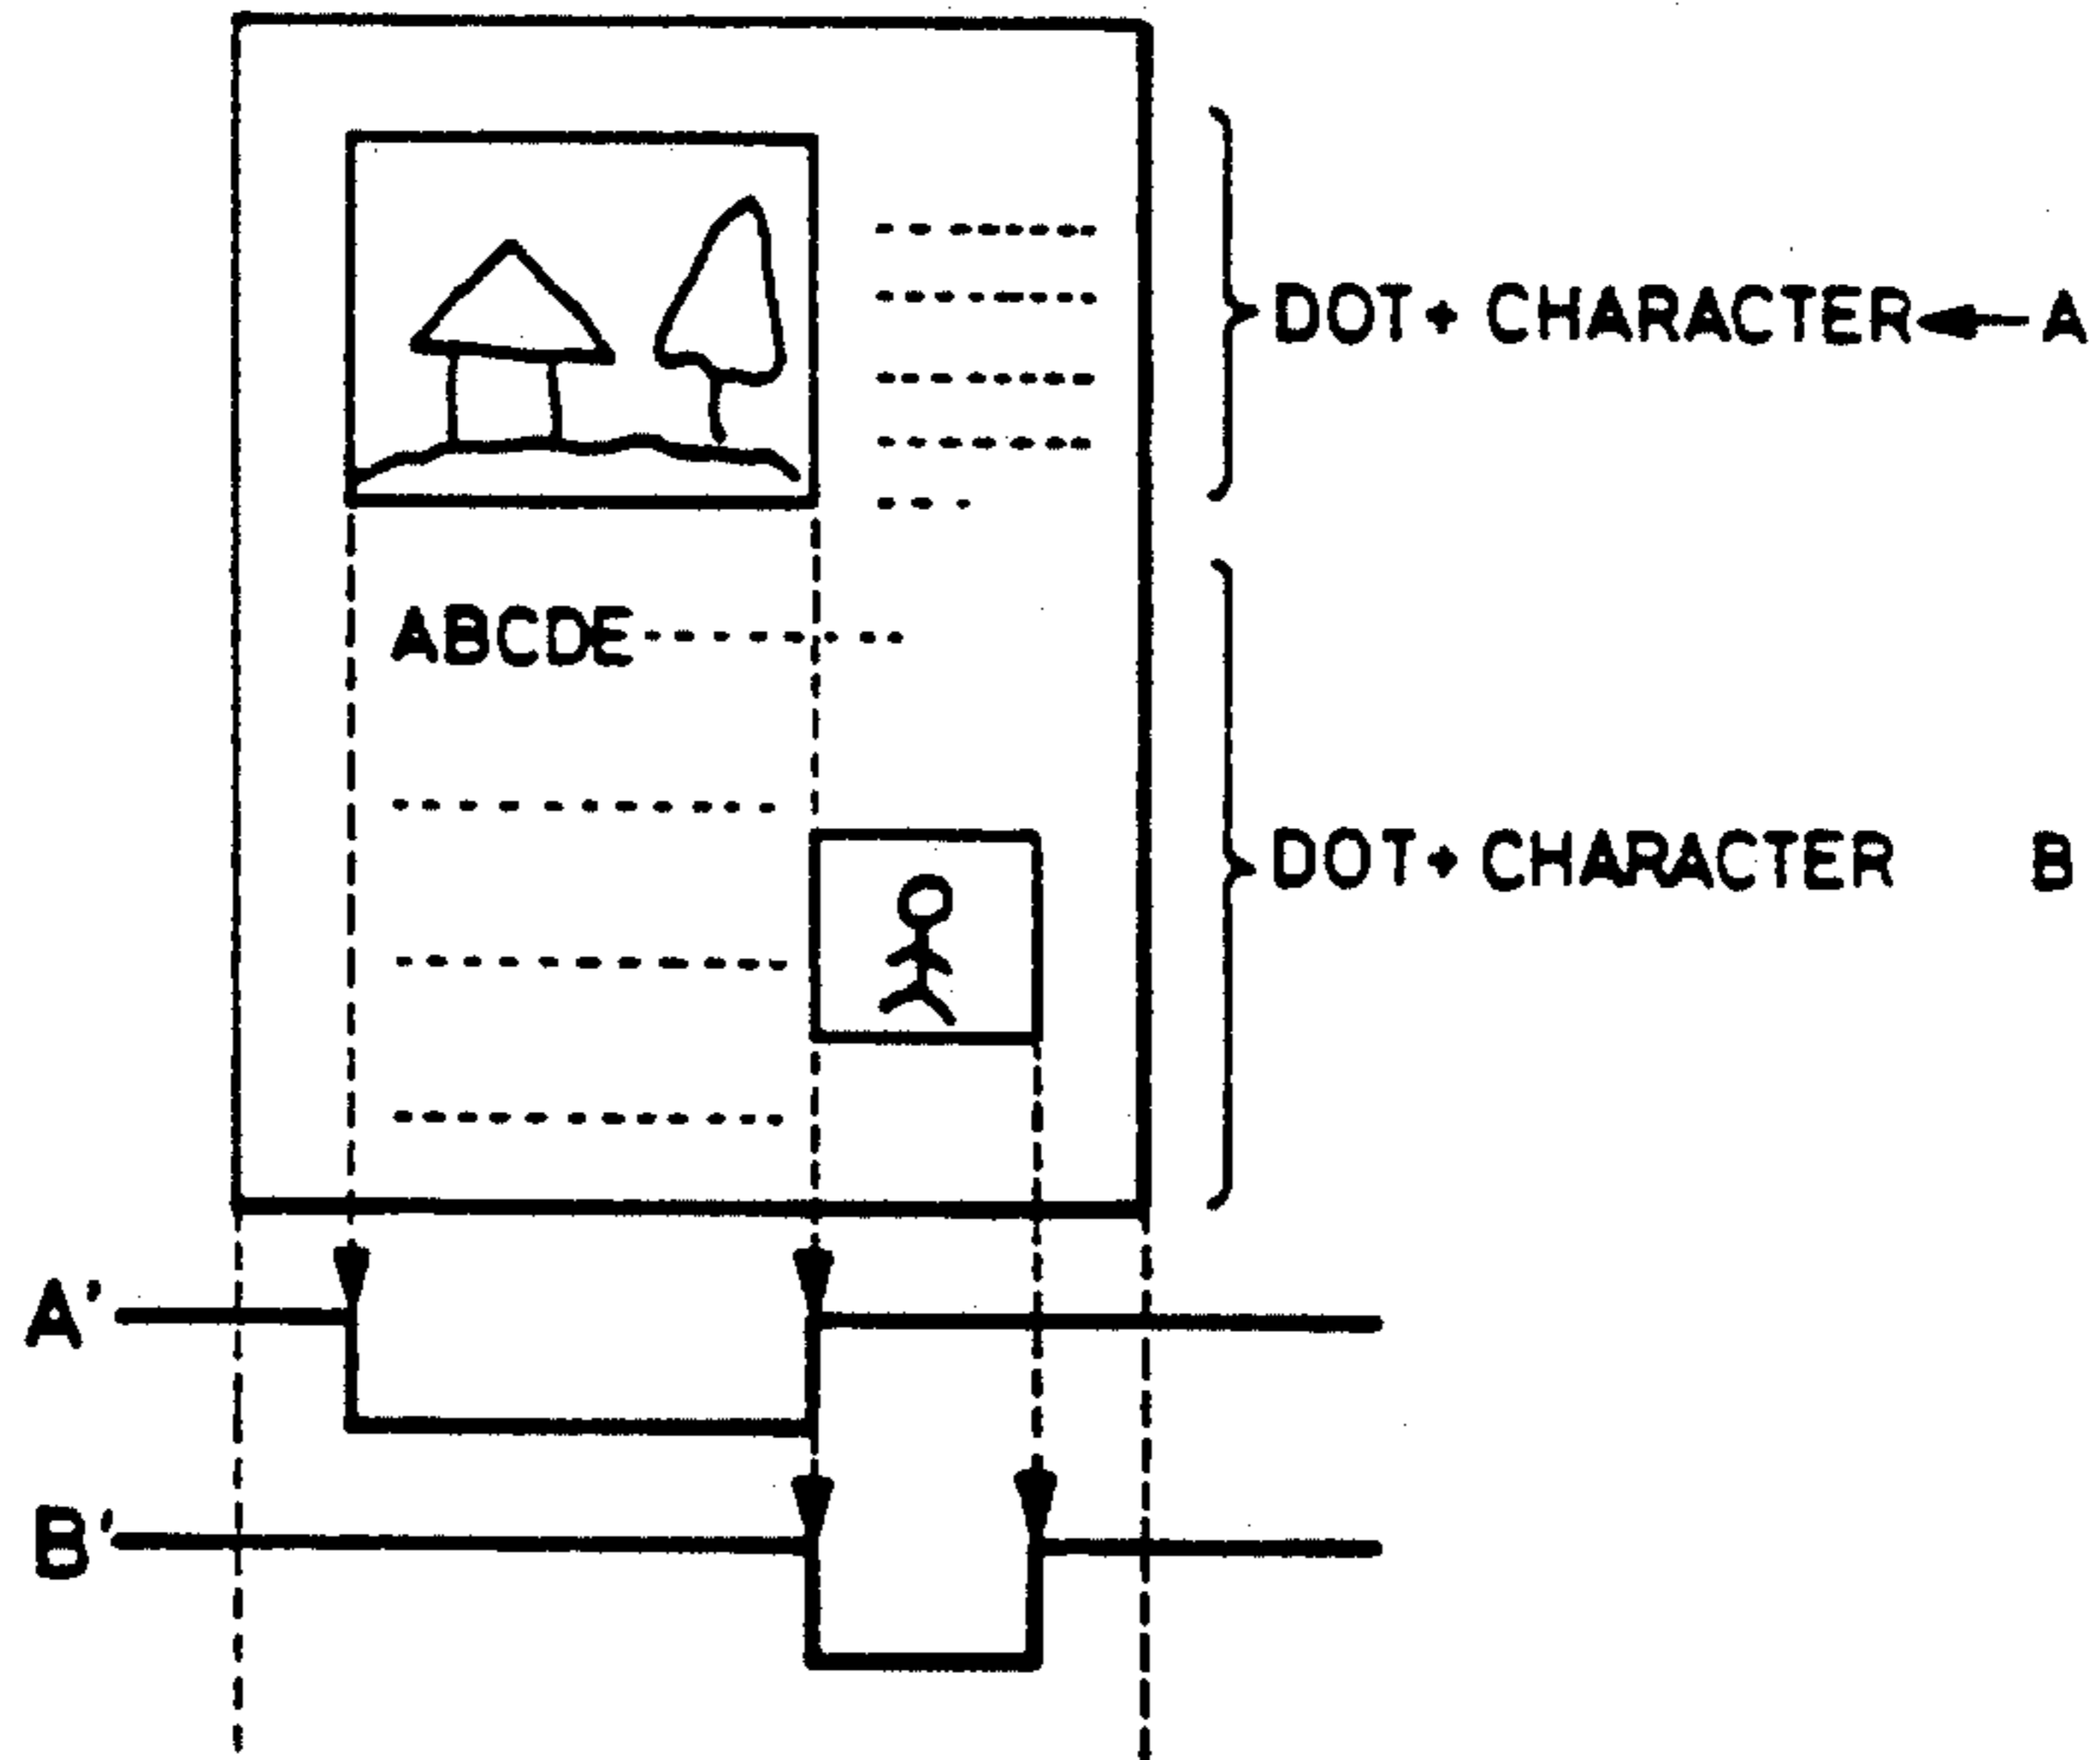 DOT+ CHARACTER A
ABCDE
DOT+ CHARACTER B
A'
B'